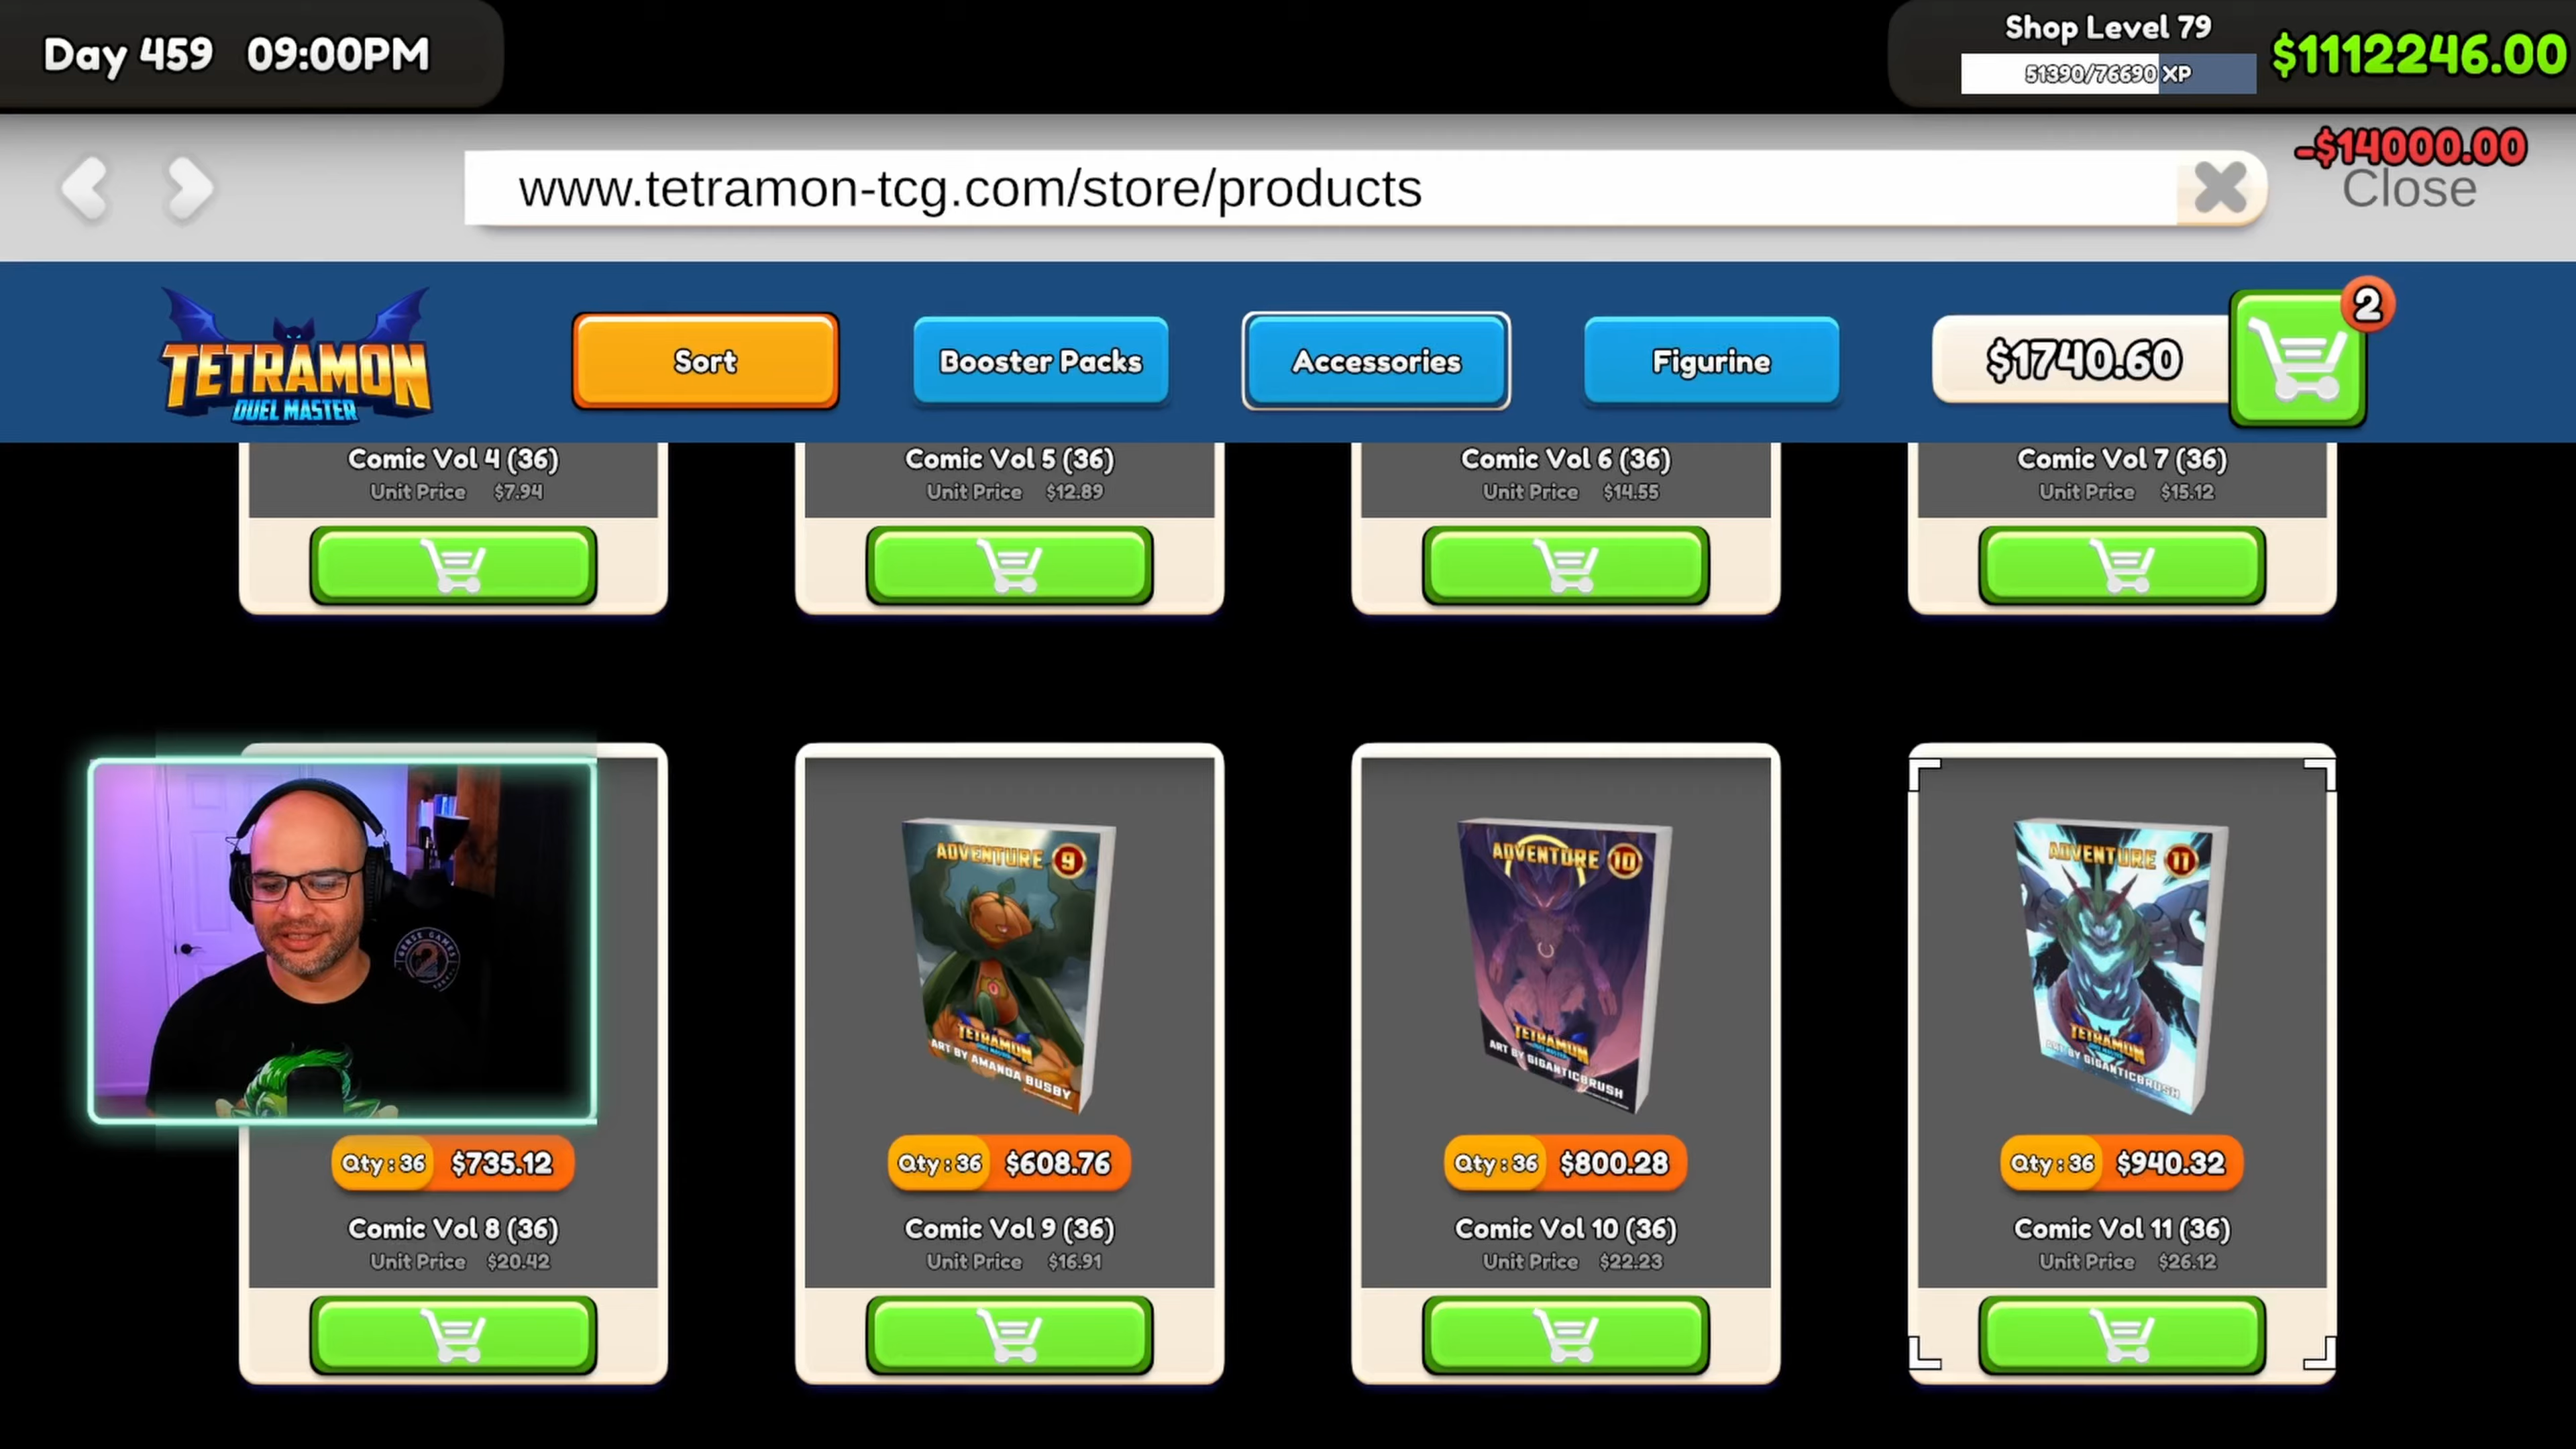 Day 459 09:00PM
Shop Level 79
51390/76690 XP
$1112246.00
-$14000.00
www.tetramon-tcg.com/store/products
Close
TETRAMON
DUEL MASTER
Sort
Booster Packs
Accessories
Figurine
$1740.60
2
Comic Vol 4 (36)
Unit Price $7.94
Comic Vol 5 (36)
Unit Price $12.89
Comic Vol 6 (36)
Unit Price $14.55
Comic Vol 7 (36)
Unit Price $15.12
Qty : 36 $735.12
Comic Vol 8 (36)
Unit Price $20.42
ADVENTURE 9
TETRAMON
ART BY AMANDA BUSBY
Qty : 36 $608.76
Comic Vol 9 (36)
Unit Price $16.91
ADVENTURE 10
TETRAMON
ART BY GIGANTICBRUSH
Qty : 36 $800.28
Comic Vol 10 (36)
Unit Price $22.23
ADVENTURE 11
TETRAMON
ART BY GIGANTICBRUSH
Qty : 36 $940.32
Comic Vol 11 (36)
Unit Price $26.12